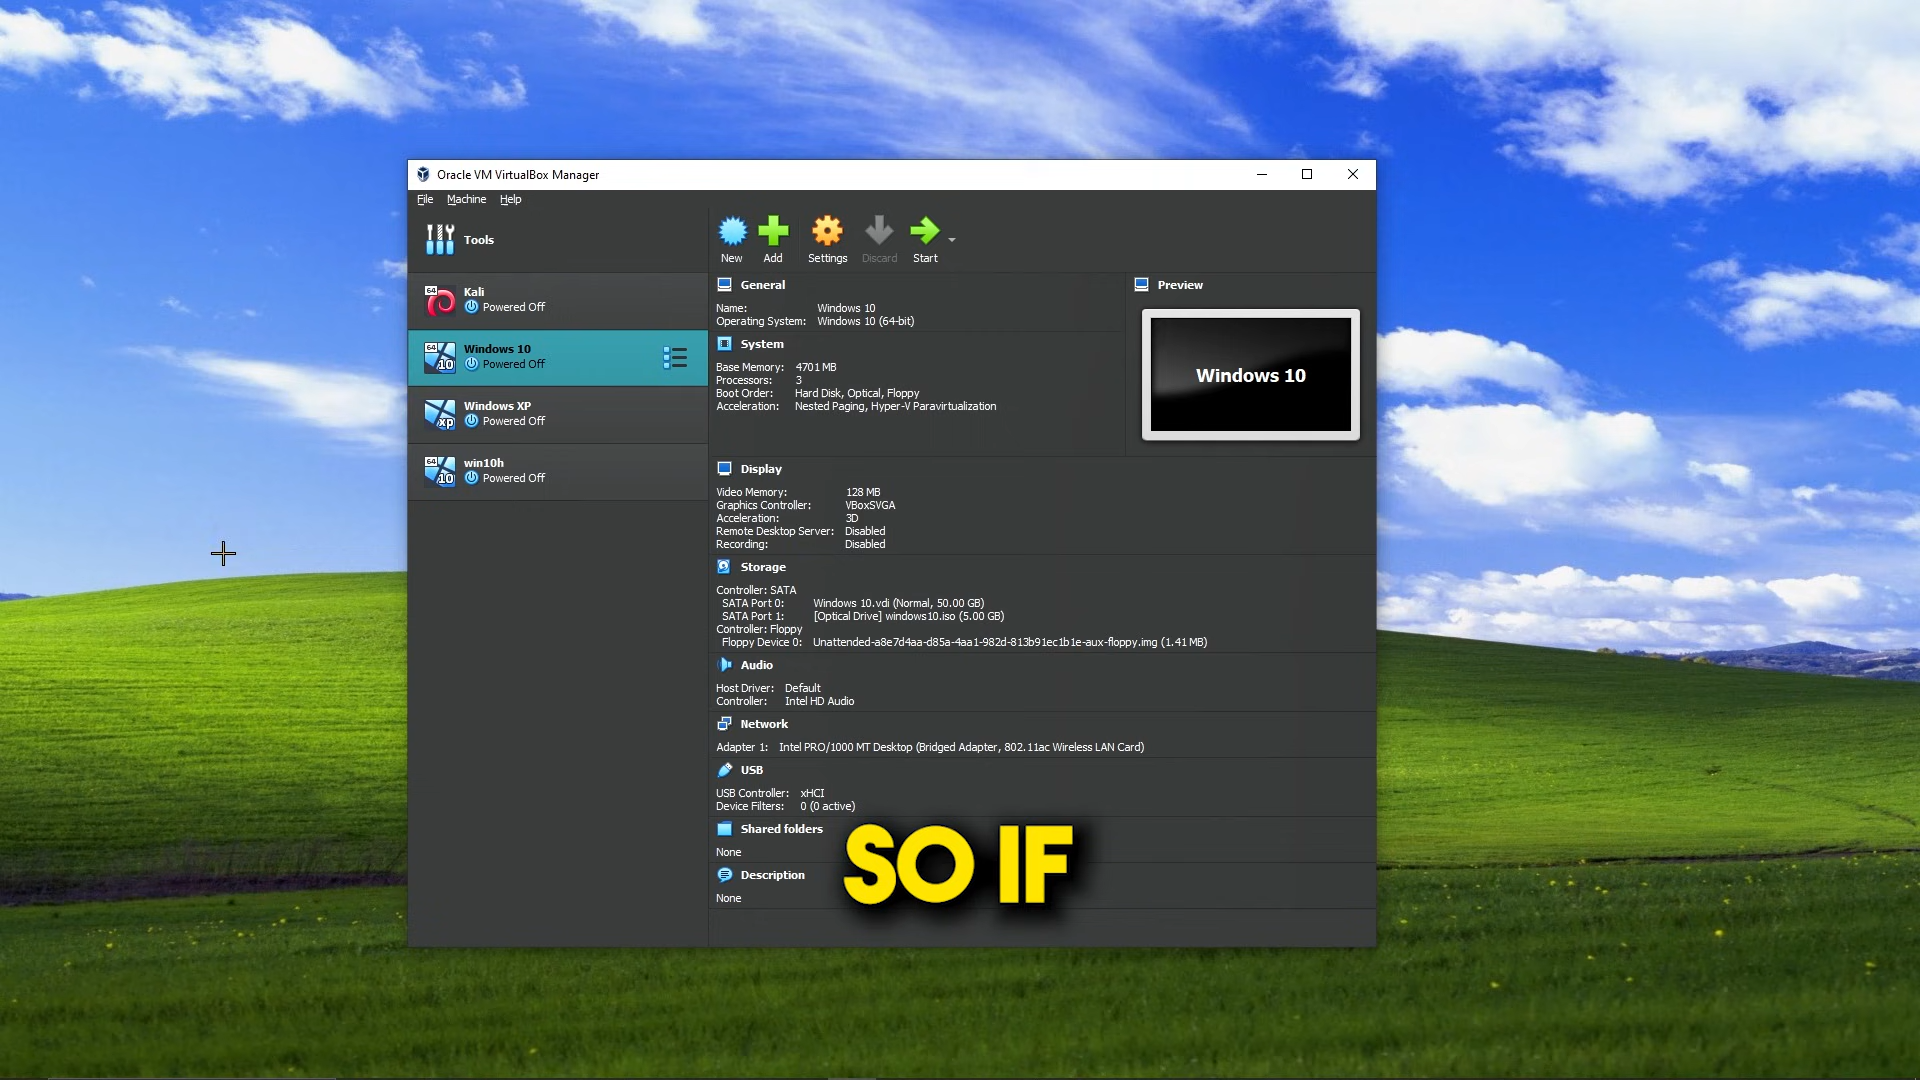 Oracle VM VirtualBox Manager
File Machine Help
Tools
New Add Settings Discard Start
64
Kali
Powered Off
64
10
Windows 10
Powered Off
xp
Windows XP
Powered Off
64
10
win10h
Powered Off
General
Name: Windows 10
Operating System: Windows 10 (64-bit)
System
Base Memory: 4701 MB
Processors: 3
Boot Order: Hard Disk, Optical, Floppy
Acceleration: Nested Paging, Hyper-V Paravirtualization
Preview
Windows 10
Display
Video Memory: 128 MB
Graphics Controller: VBoxSVGA
Acceleration: 3D
Remote Desktop Server: Disabled
Recording: Disabled
Storage
Controller: SATA
SATA Port 0: Windows 10.vdi (Normal, 50.00 GB)
SATA Port 1: [Optical Drive] windows10.iso (5.00 GB)
Controller: Floppy
Floppy Device 0: Unattended-a8e7d4aa-d85a-4aa1-982d-813b91ec1b1e-aux-floppy.img (1.41 MB)
Audio
Host Driver: Default
Controller: Intel HD Audio
Network
Adapter 1: Intel PRO/1000 MT Desktop (Bridged Adapter, 802.11ac Wireless LAN Card)
USB
USB Controller: xHCI
Device Filters: 0 (0 active)
Shared folders
None
Description
None
SO IF